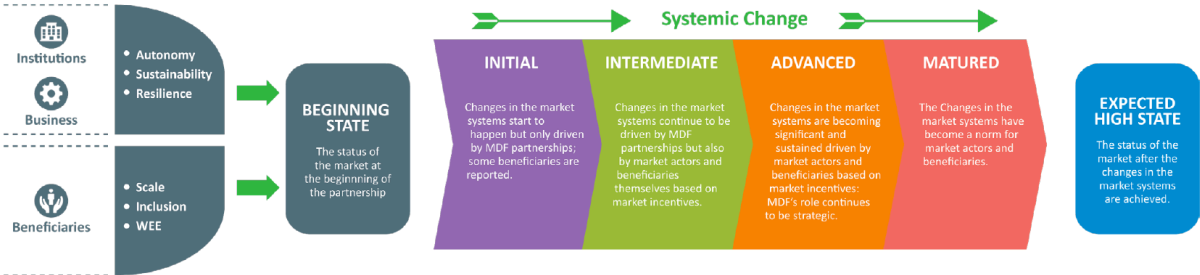 Institutions
Business
Beneficiaries
• Autonomy
• Sustainability
• Resilience
• Scale
• Inclusion
• WEE
BEGINNING
STATE
The status of
the market at
the beginnning
of the partnership
Systemic Change
INITIAL
Changes in the market
systems start to
happen but only driven
by MDF partnerships;
some beneficiaries are
reported.
INTERMEDIATE
Changes in the market
systems continue to be
driven by MDF
partnerships but also
by market actors and
beneficiaries
themselves based on
market incentives.
ADVANCED
Changes in the market
systems are becoming
significant and
sustained driven by
market actors and
beneficiaries based on
market incentives:
MDF's role continues
to be strategic.
MATURED
The Changes in the
market systems have
become a norm for
market actors and
beneficiaries.
EXPECTED
HIGH STATE
The status of the
market after the
changes in the
market systems
are achieved.